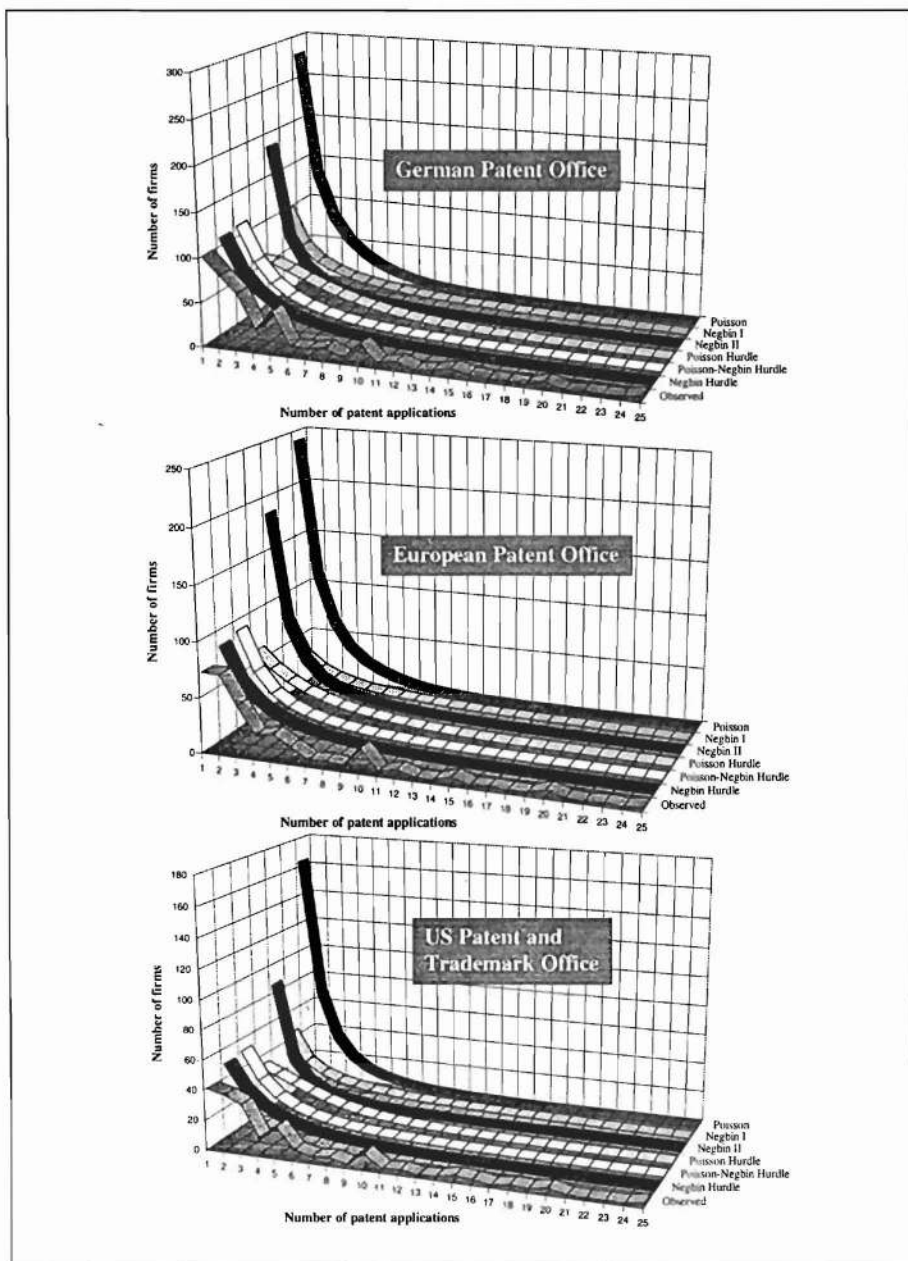 300
250
200
150
100
50
0
Number of firms
German Patent Office
1 2 3 4 5 6 7 8 9 10 11 12 13 14 15 16 17 18 19 20 21 22 23 24 25
Number of patent applications
Poisson
Negbin I
Negbin II
Poisson Hurdle
Poisson-Negbin Hurdle
Negbin Hurdle
Observed
250
200
150
100
50
0
Number of firms
European Patent Office
1 2 3 4 5 6 7 8 9 10 11 12 13 14 15 16 17 18 19 20 21 22 23 24 25
Number of patent applications
Poisson
Negbin I
Negbin II
Poisson Hurdle
Poisson-Negbin Hurdle
Negbin Hurdle
Observed
180
160
140
120
100
80
60
40
20
0
Number of firms
US Patent and
Trademark Office
1 2 3 4 5 6 7 8 9 10 11 12 13 14 15 16 17 18 19 20 21 22 23 24 25
Number of patent applications
Poisson
Negbin I
Negbin II
Poisson Hurdle
Poisson-Negbin Hurdle
Negbin Hurdle
Observed